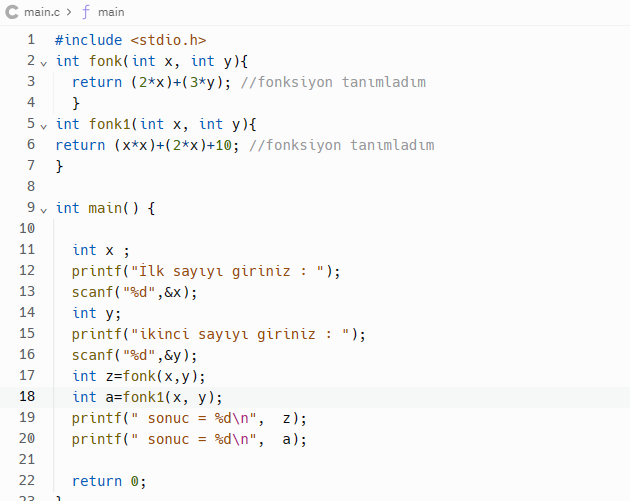 main.c > f main
1 #include <stdio.h>
2 int fonk(int x, int y){
3 return (2*x)+(3*y); //fonksiyon tanımladım
4 }
5 int fonk1(int x, int y){
6 return (x*x)+(2*x)+10; //fonksiyon tanımladım
7 }
8
9 int main() {
10
11 int x ;
12 printf("İlk sayıyı giriniz : ");
13 scanf("%d",&x);
14 int y;
15 printf("ikinci sayıyı giriniz : ");
16 scanf("%d",&y);
17 int z=fonk(x,y);
18 int a=fonk1(x, y);
19 printf(" sonuc = %d\n",  z);
20 printf(" sonuc = %d\n",  a);
21
22 return 0;
23 }